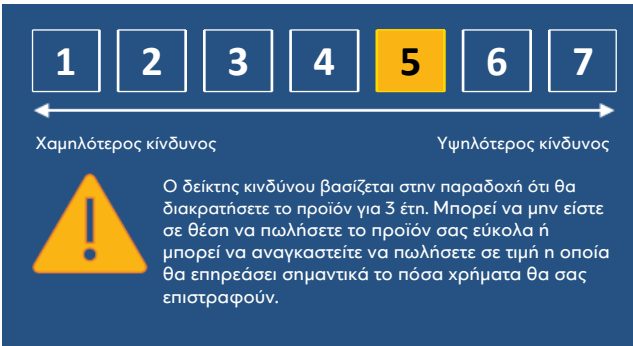 1 2 3 4 5 6 7
Χαμηλότερος κίνδυνος Υψηλότερος κίνδυνος
Ο δείκτης κινδύνου βασίζεται στην παραδοχή ότι θα
διακρατήσετε το προϊόν για 3 έτη. Μπορεί να μην είστε
σε θέση να πωλήσετε το προϊόν σας εύκολα ή
μπορεί να αναγκαστείτε να πωλήσετε σε τιμή η οποία
θα επηρεάσει σημαντικά το πόσα χρήματα θα σας
επιστραφούν.